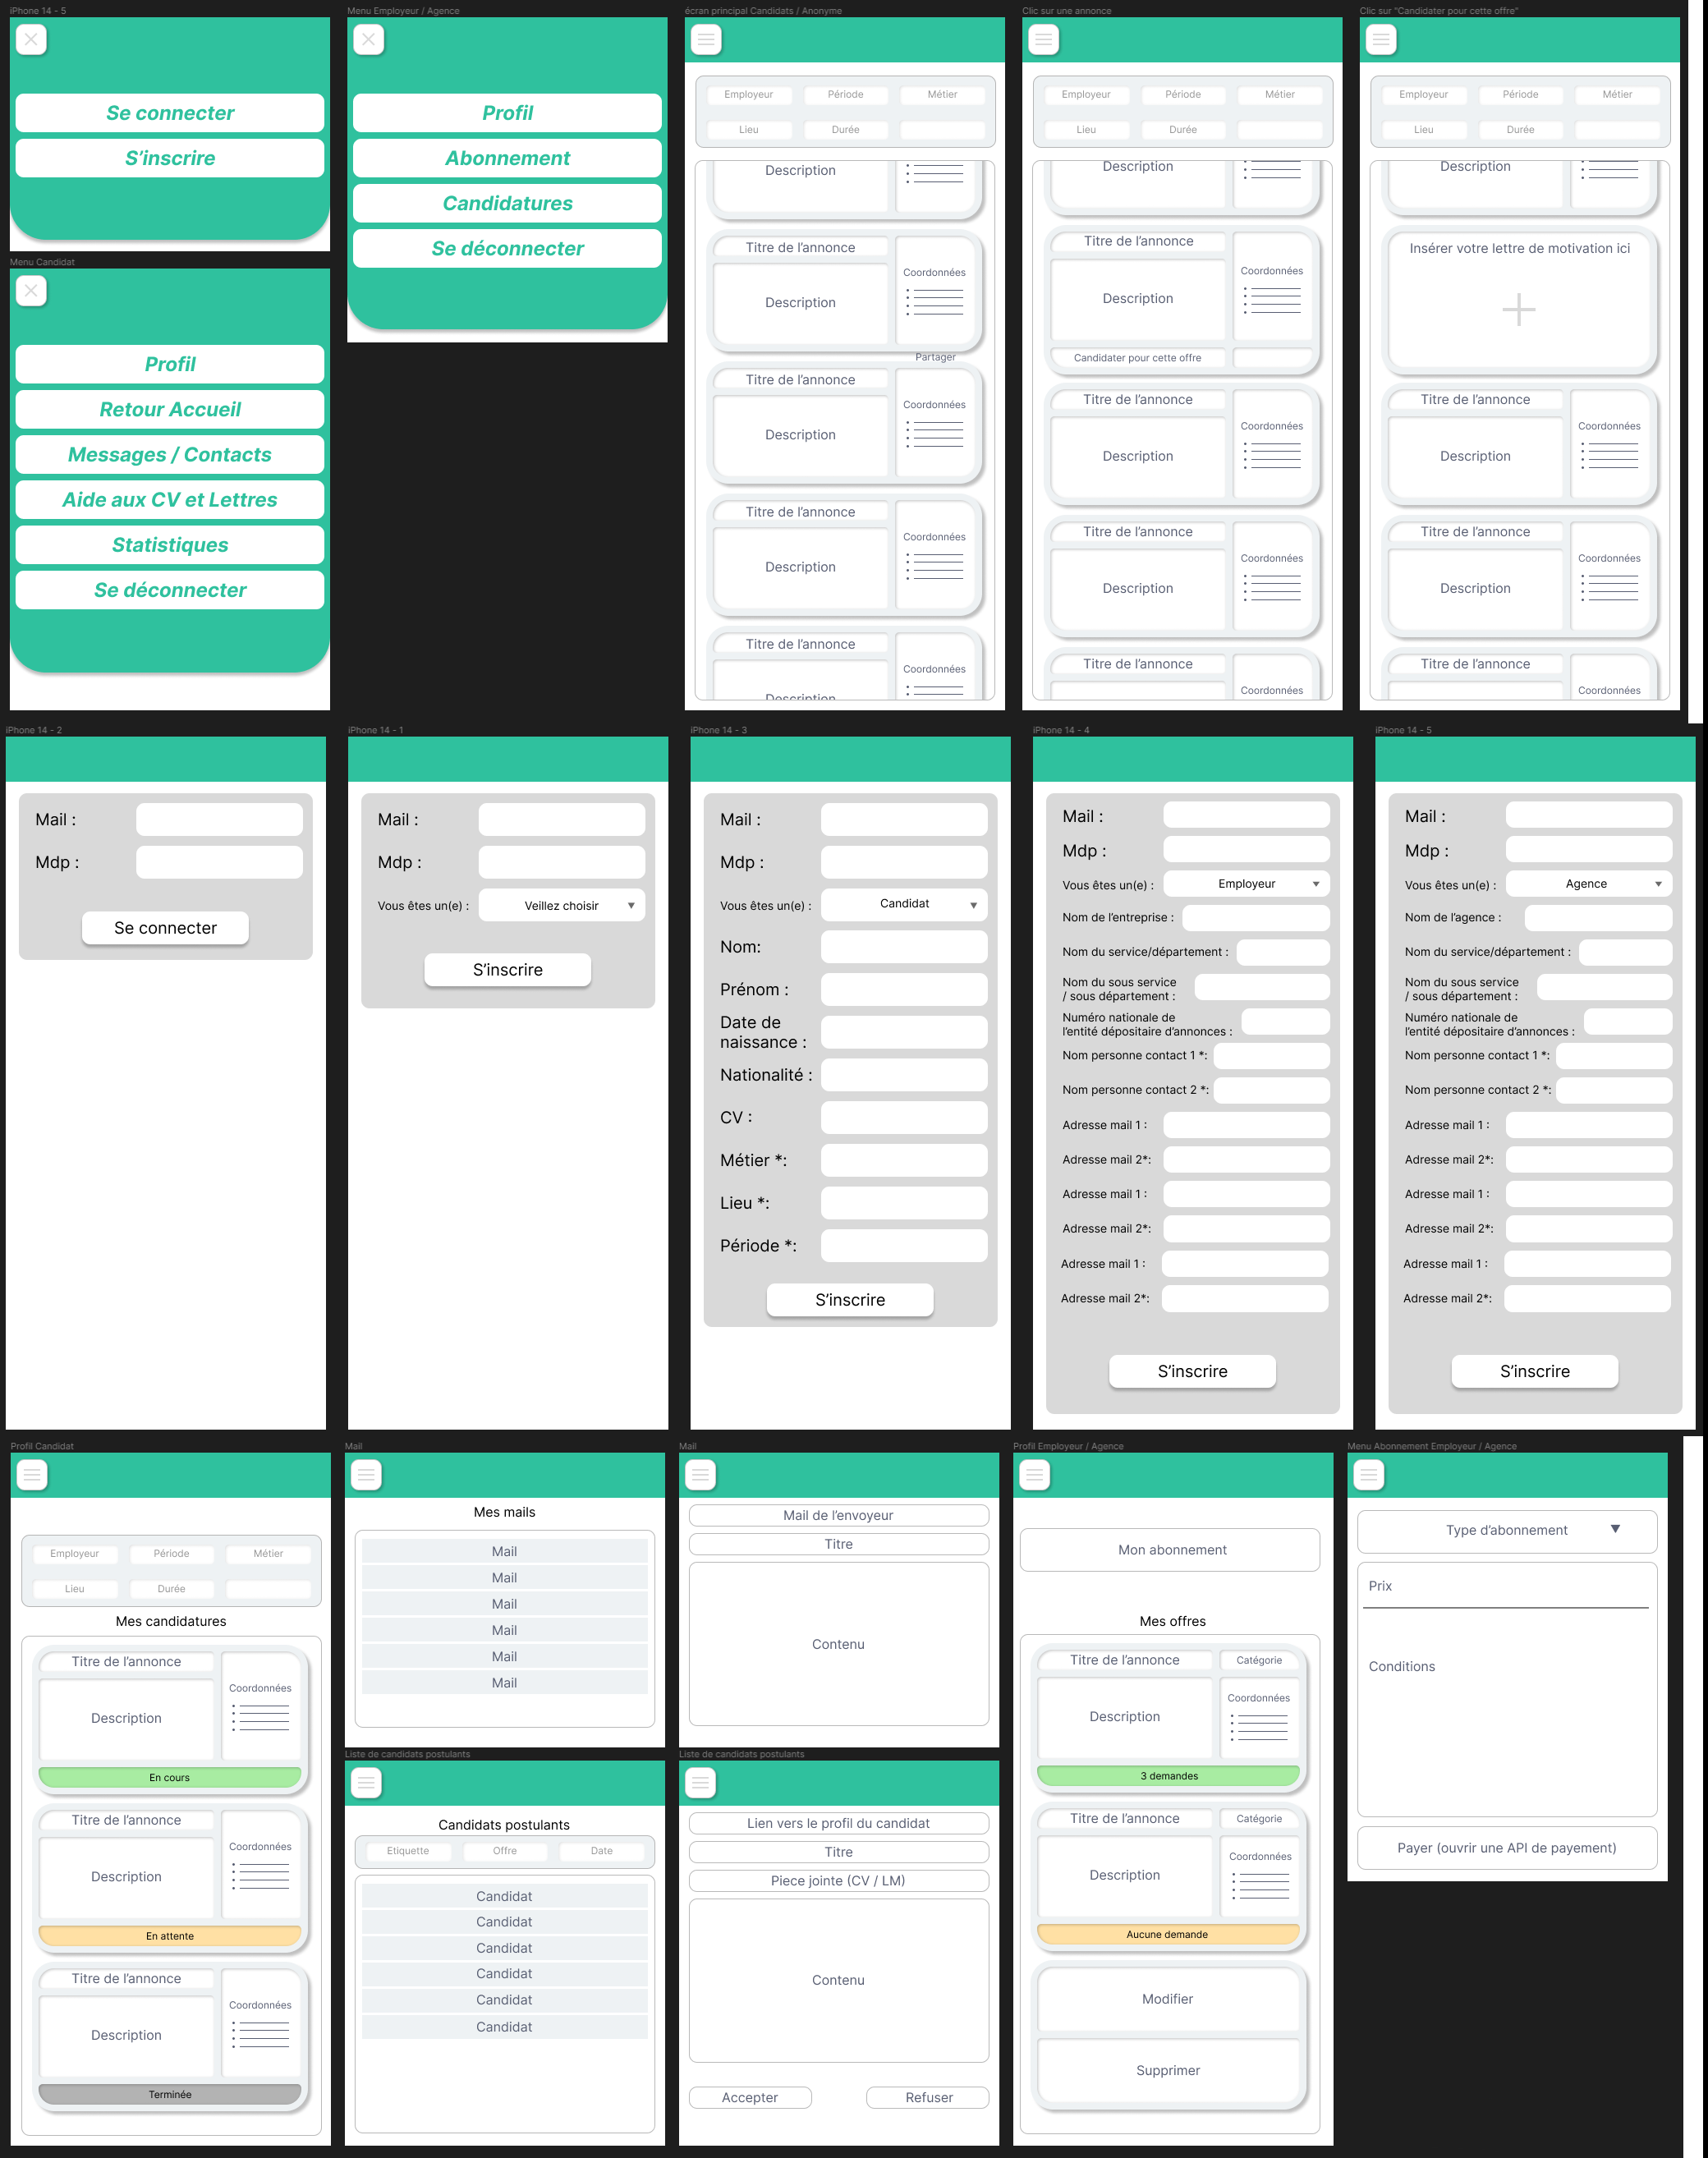 iPhone 14 - 5
Se connecter
S'inscrire
Menu Candidat
Profil
Retour Accueil
Messages / Contacts
Aide aux CV et Lettres
Statistiques
Se déconnecter
Menu Employeur / Agence
Profil
Abonnement
Candidatures
Se déconnecter
écran principal Candidats / Anonyme
Employeur Période Métier
Lieu Durée
Description
Titre de l'annonce
Coordonnées
Description
Partager
Titre de l'annonce
Coordonnées
Description
Titre de l'annonce
Coordonnées
Description
Titre de l'annonce
Coordonnées
Description
Clic sur une annonce
Employeur Période Métier
Lieu Durée
Description
Titre de l'annonce
Coordonnées
Description
Candidater pour cette offre
Titre de l'annonce
Coordonnées
Description
Titre de l'annonce
Coordonnées
Description
Titre de l'annonce
Coordonnées
Clic sur "Candidater pour cette offre"
Employeur Période Métier
Lieu Durée
Description
Insérer votre lettre de motivation ici
Titre de l'annonce
Coordonnées
Description
Titre de l'annonce
Coordonnées
Description
Titre de l'annonce
Coordonnées
iPhone 14 - 2
Mail :
Mdp :
Se connecter
iPhone 14 - 1
Mail :
Mdp :
Vous êtes un(e) : Veillez choisir
S'inscrire
iPhone 14 - 3
Mail :
Mdp :
Vous êtes un(e) : Candidat
Nom:
Prénom :
Date de
naissance :
Nationalité :
CV :
Métier *:
Lieu *:
Période *:
S'inscrire
iPhone 14 - 4
Mail :
Mdp :
Vous êtes un(e) : Employeur
Nom de l'entreprise :
Nom du service/département :
Nom du sous service
/ sous département :
Numéro nationale de
l'entité dépositaire d'annonces :
Nom personne contact 1 *:
Nom personne contact 2 *:
Adresse mail 1 :
Adresse mail 2*:
Adresse mail 1 :
Adresse mail 2*:
Adresse mail 1 :
Adresse mail 2*:
S'inscrire
iPhone 14 - 5
Mail :
Mdp :
Vous êtes un(e) : Agence
Nom de l'agence :
Nom du service/département :
Nom du sous service
/ sous département :
Numéro nationale de
l'entité dépositaire d'annonces :
Nom personne contact 1 *:
Nom personne contact 2 *:
Adresse mail 1 :
Adresse mail 2*:
Adresse mail 1 :
Adresse mail 2*:
Adresse mail 1 :
Adresse mail 2*:
S'inscrire
Profil Candidat
Employeur Période Métier
Lieu Durée
Mes candidatures
Titre de l'annonce
Coordonnées
Description
En cours
Titre de l'annonce
Coordonnées
Description
En attente
Titre de l'annonce
Coordonnées
Description
Terminée
Mail
Mes mails
Mail
Mail
Mail
Mail
Mail
Mail
Liste de candidats postulants
Candidats postulants
Etiquette Offre Date
Candidat
Candidat
Candidat
Candidat
Candidat
Candidat
Mail
Mail de l'envoyeur
Titre
Contenu
Liste de candidats postulants
Lien vers le profil du candidat
Titre
Piece jointe (CV / LM)
Contenu
Accepter Refuser
Profil Employeur / Agence
Mon abonnement
Mes offres
Titre de l'annonce Catégorie
Coordonnées
Description
3 demandes
Titre de l'annonce Catégorie
Coordonnées
Description
Aucune demande
Modifier
Supprimer
Menu Abonnement Employeur / Agence
Type d'abonnement
Prix
Conditions
Payer (ouvrir une API de payement)